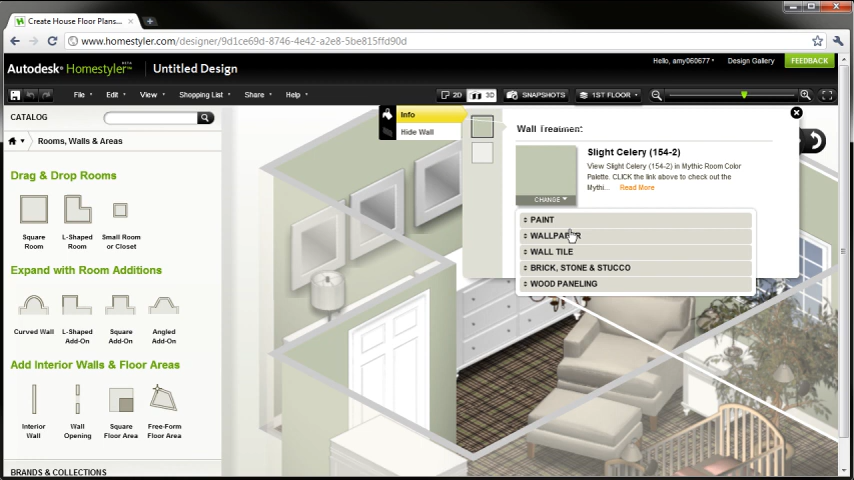 Create House Floor Plans...
www.homestyler.com/designer/9d1ce69d-8746-4e42-a2e8-5be815ffd90d
Autodesk® Homestyler™ BETA
Untitled Design
Hello, amy060677
Design Gallery
FEEDBACK
File
Edit
View
Shopping List
Share
Help
2D
3D
SNAPSHOTS
1ST FLOOR
CATALOG
Rooms, Walls & Areas
Drag & Drop Rooms
Square Room
L-Shaped Room
Small Room or Closet
Expand with Room Additions
Curved Wall
L-Shaped Add-On
Square Add-On
Angled Add-On
Add Interior Walls & Floor Areas
Interior Wall
Wall Opening
Square Floor Area
Free-Form Floor Area
BRANDS & COLLECTIONS
Info
Hide Wall
Wall Treatment:
Slight Celery (154-2)
View Slight Celery (154-2) in Mythic Room Color
Palette. CLICK the link above to check out the
Mythi... Read More
CHANGE
PAINT
WALLPAPER
WALL TILE
BRICK, STONE & STUCCO
WOOD PANELING